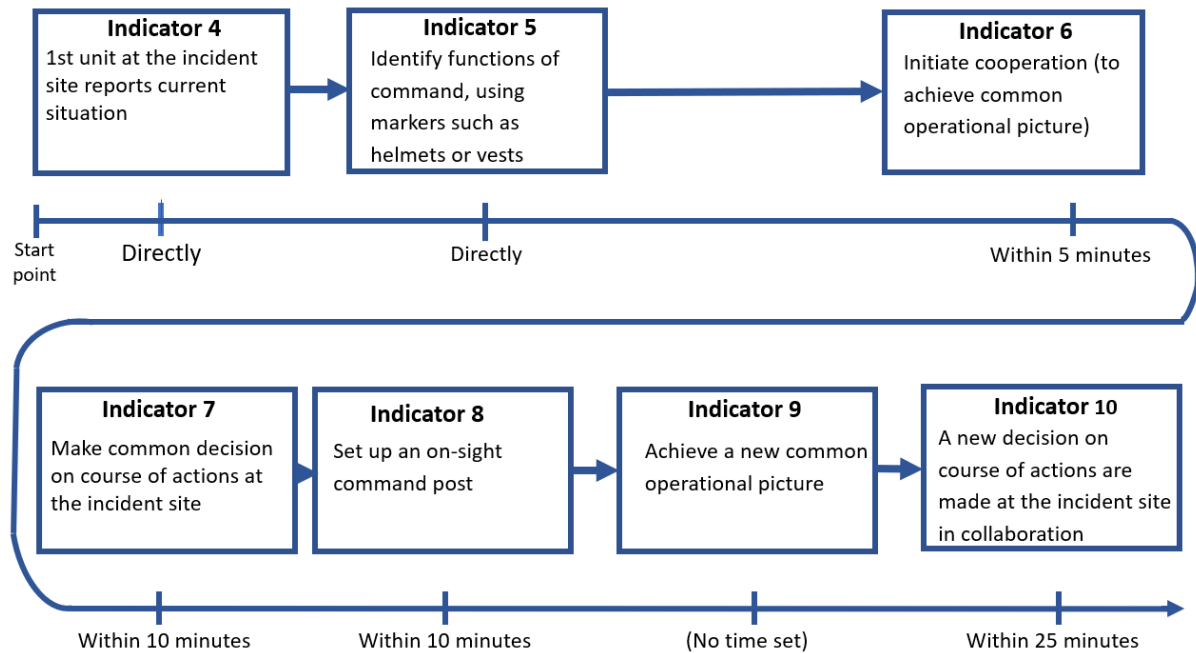 Indicator 4
1st unit at the incident
site reports current
situation
Indicator 5
Identify functions of
command, using
markers such as
helmets or vests
Indicator 6
Initiate cooperation (to
achieve common
operational picture)
Start
point
Directly
Directly
Within 5 minutes
Indicator 7
Make common decision
on course of actions at
the incident site
Indicator 8
Set up an on-sight
command post
Indicator 9
Achieve a new common
operational picture
Indicator 10
A new decision on
course of actions are
made at the incident site
in collaboration
Within 10 minutes
Within 10 minutes
(No time set)
Within 25 minutes